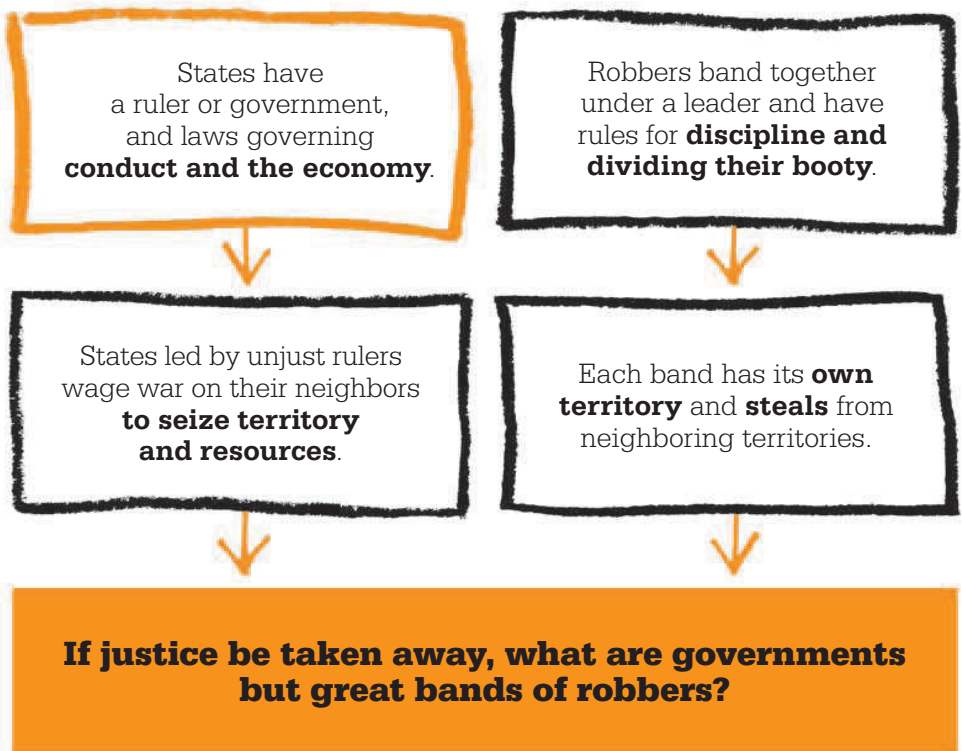 States have
a ruler or government,
and laws governing
conduct and the economy.
Robbers band together
under a leader and have
rules for discipline and
dividing their booty.
States led by unjust rulers
wage war on their neighbors
to seize territory
and resources.
Each band has its own
territory and steals from
neighboring territories.
If justice be taken away, what are governments
but great bands of robbers?